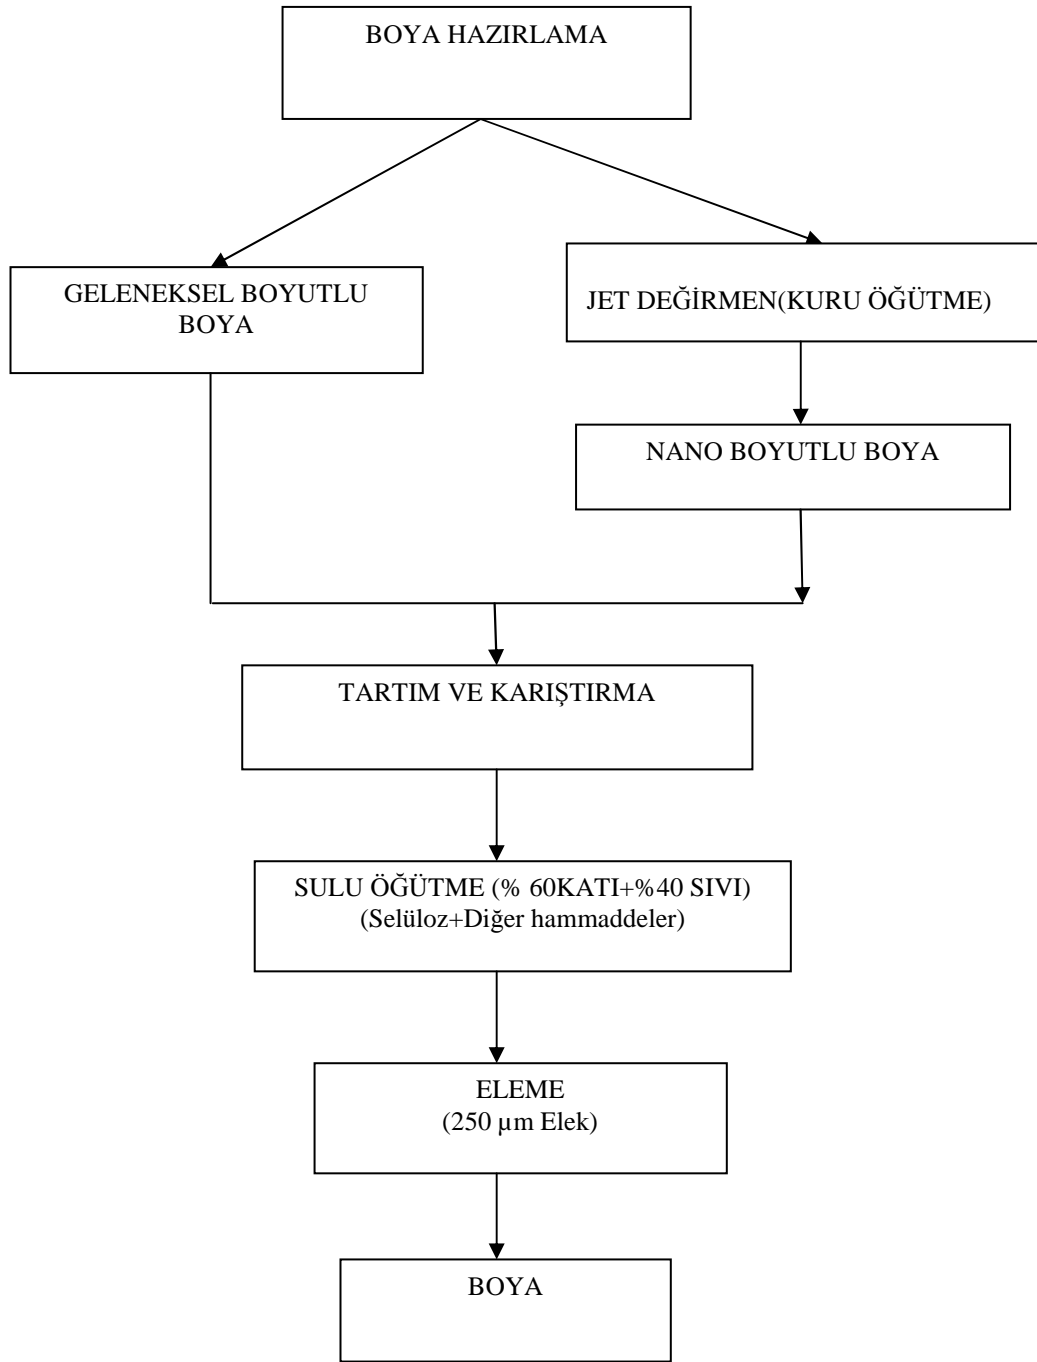 BOYA HAZIRLAMA
GELENEKSEL BOYUTLU
BOYA
JET DEĞİRMEN(KURU ÖĞÜTME)
NANO BOYUTLU BOYA
TARTIM VE KARIŞTIRMA
SULU ÖĞÜTME (% 60KATI+%40 SIVI)
(Selüloz+Diğer hammaddeler)
ELEME
(250 µm Elek)
BOYA